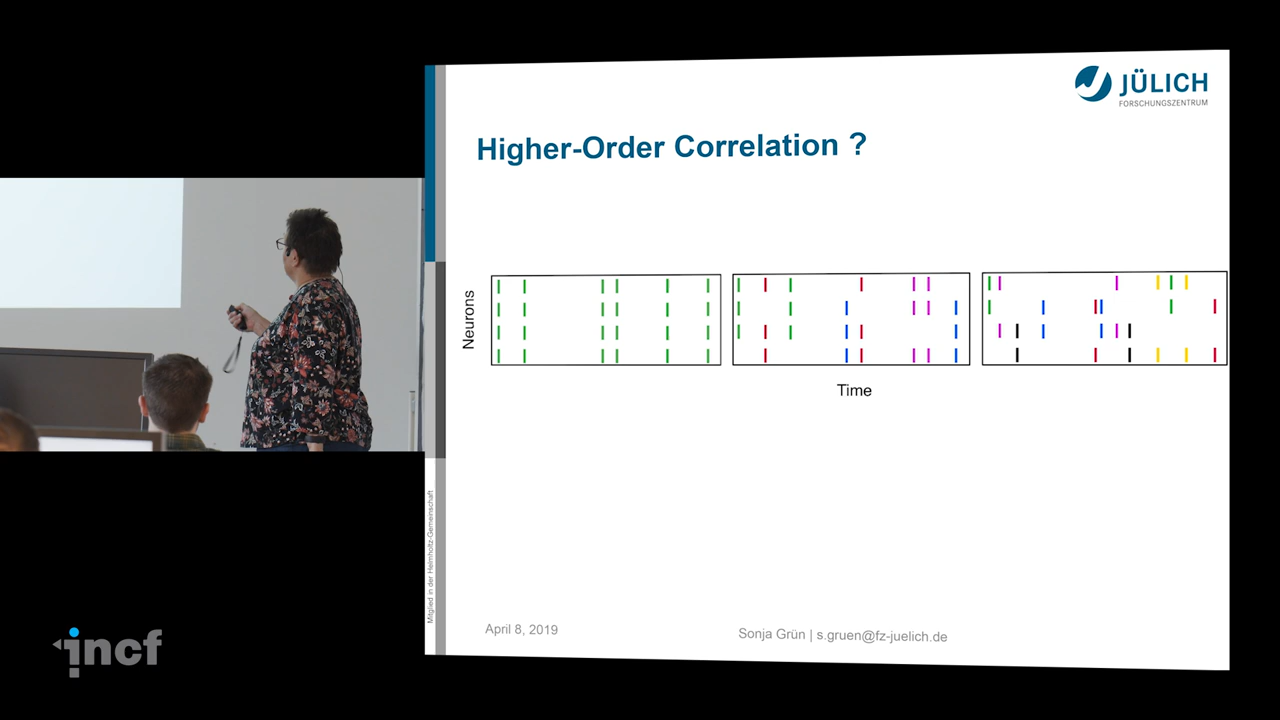 JÜLICH
FORSCHUNGSZENTRUM
Higher-Order Correlation ?
Neurons
Time
Mitglied in der Helmholtz-Gemeinschaft
April 8, 2019
Sonja Grün | s.gruen@fz-juelich.de
incf